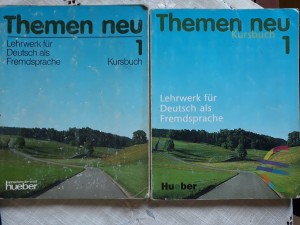 Themen neu
Lehrwerk für
Deutsch als
Fremdsprache
1
Kursbuch
hueber
Themen neu
Kursbuch
1
Lehrwerk für
Deutsch als
Fremdsprache
Hueber